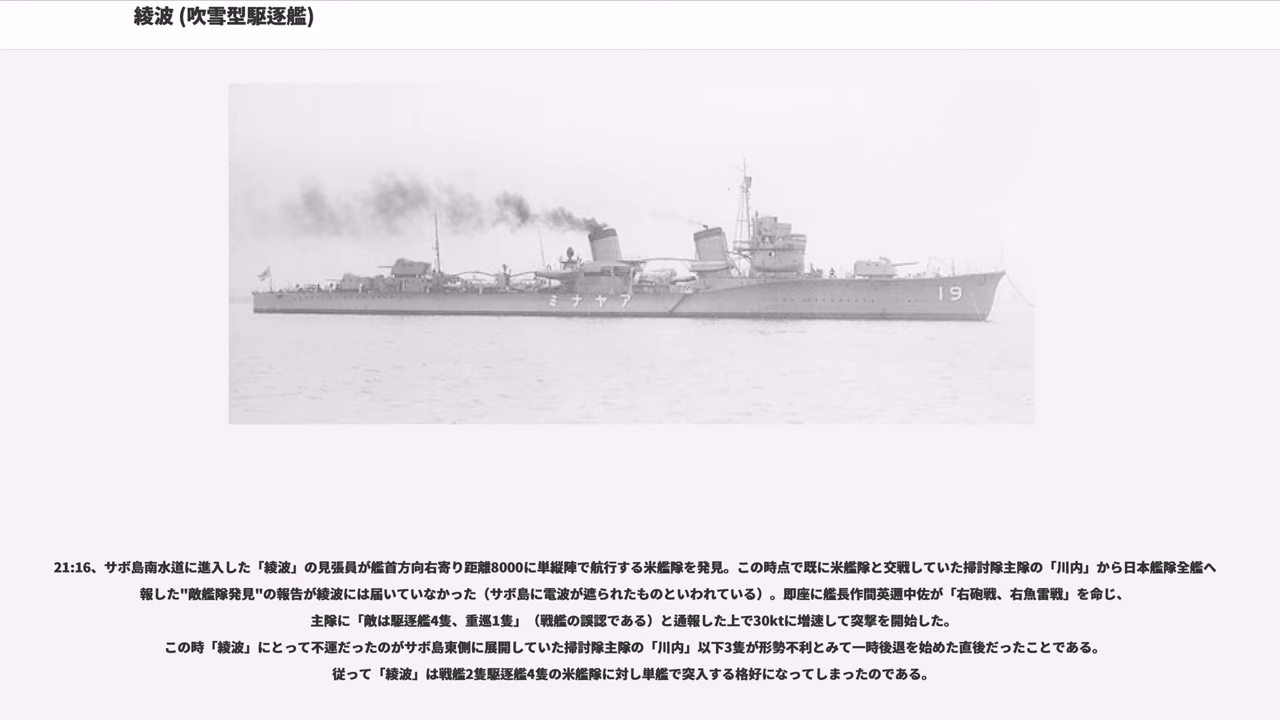 綾波 (吹雪型駆逐艦)
ミナヤア
19
21:16、サボ島南水道に進入した「綾波」の見張員が艦首方向右寄り距離8000に単縦陣で航行する米艦隊を発見。この時点で既に米艦隊と交戦していた掃討隊主隊の「川内」から日本艦隊全艦へ
報した"敵艦隊発見"の報告が綾波には届いていなかった（サボ島に電波が遮られたものといわれている）。即座に艦長作間英邇中佐が「右砲戦、右魚雷戦」を命じ、
主隊に「敵は駆逐艦4隻、重巡1隻」（戦艦の誤認である）と通報した上で30ktに増速して突撃を開始した。
この時「綾波」にとって不運だったのがサボ島東側に展開していた掃討隊主隊の「川内」以下3隻が形勢不利とみて一時後退を始めた直後だったことである。
従って「綾波」は戦艦2隻駆逐艦4隻の米艦隊に対し単艦で突入する格好になってしまったのである。